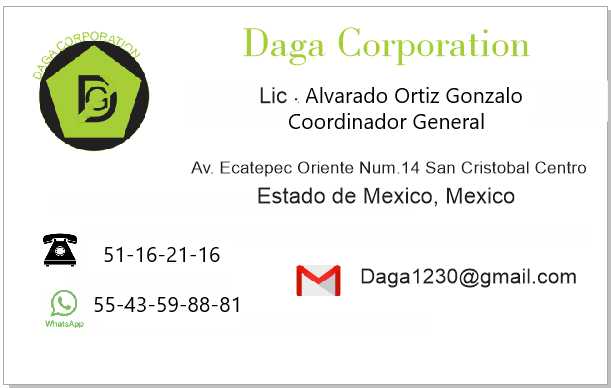 DAGA CORPORATION
DG
Daga Corporation
Lic . Alvarado Ortiz Gonzalo
Coordinador General
Av. Ecatepec Oriente Num.14 San Cristobal Centro
Estado de Mexico, Mexico
51-16-21-16
Daga1230@gmail.com
55-43-59-88-81
WhatsApp